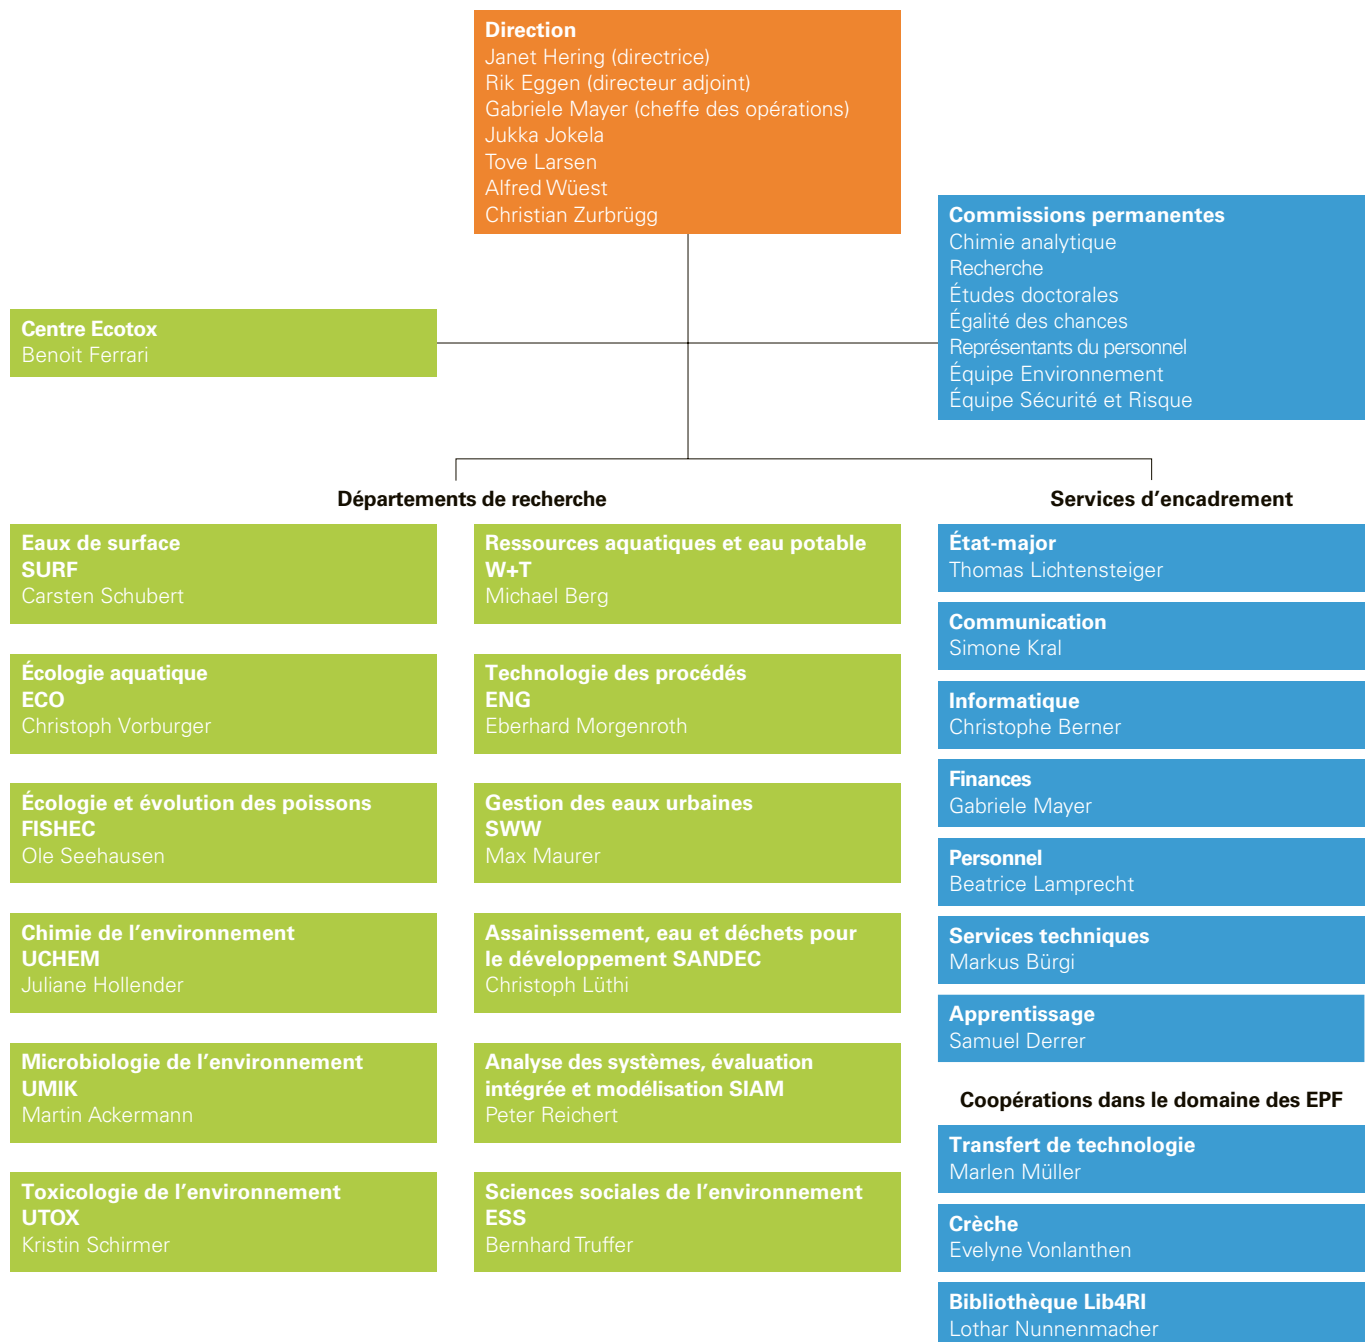 Direction
Janet Hering (directrice)
Rik Eggen (directeur adjoint)
Gabriele Mayer (cheffe des opérations)
Jukka Jokela
Tove Larsen
Alfred Wüest
Christian Zurbrügg
Commissions permanentes
Chimie analytique
Recherche
Études doctorales
Égalité des chances
Représentants du personnel
Équipe Environnement
Équipe Sécurité et Risque
Centre Ecotox
Benoit Ferrari
Départements de recherche
Eaux de surface
SURF
Carsten Schubert
Écologie aquatique
ECO
Christoph Vorburger
Écologie et évolution des poissons
FISHEC
Ole Seehausen
Chimie de l’environnement
UCHEM
Juliane Hollender
Microbiologie de l’environnement
UMIK
Martin Ackermann
Toxicologie de l’environnement
UTOX
Kristin Schirmer
Ressources aquatiques et eau potable
W+T
Michael Berg
Technologie des procédés
ENG
Eberhard Morgenroth
Gestion des eaux urbaines
SWW
Max Maurer
Assainissement, eau et déchets pour
le développement SANDEC
Christoph Lüthi
Analyse des systèmes, évaluation
intégrée et modélisation SIAM
Peter Reichert
Sciences sociales de l’environnement
ESS
Bernhard Truffer
Services d’encadrement
État-major
Thomas Lichtensteiger
Communication
Simone Kral
Informatique
Christophe Berner
Finances
Gabriele Mayer
Personnel
Beatrice Lamprecht
Services techniques
Markus Bürgi
Apprentissage
Samuel Derrer
Coopérations dans le domaine des EPF
Transfert de technologie
Marlen Müller
Crèche
Evelyne Vonlanthen
Bibliothèque Lib4RI
Lothar Nunnenmacher